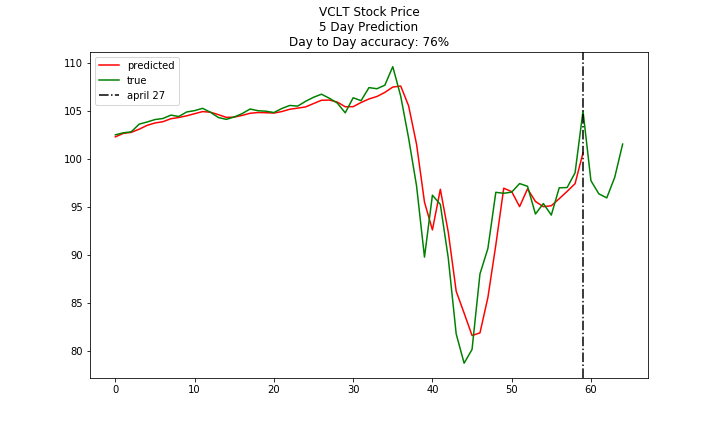 VCLT Stock Price
5 Day Prediction
Day to Day accuracy: 76%
predicted
true
april 27
110
105
100
95
90
85
80
0 10 20 30 40 50 60